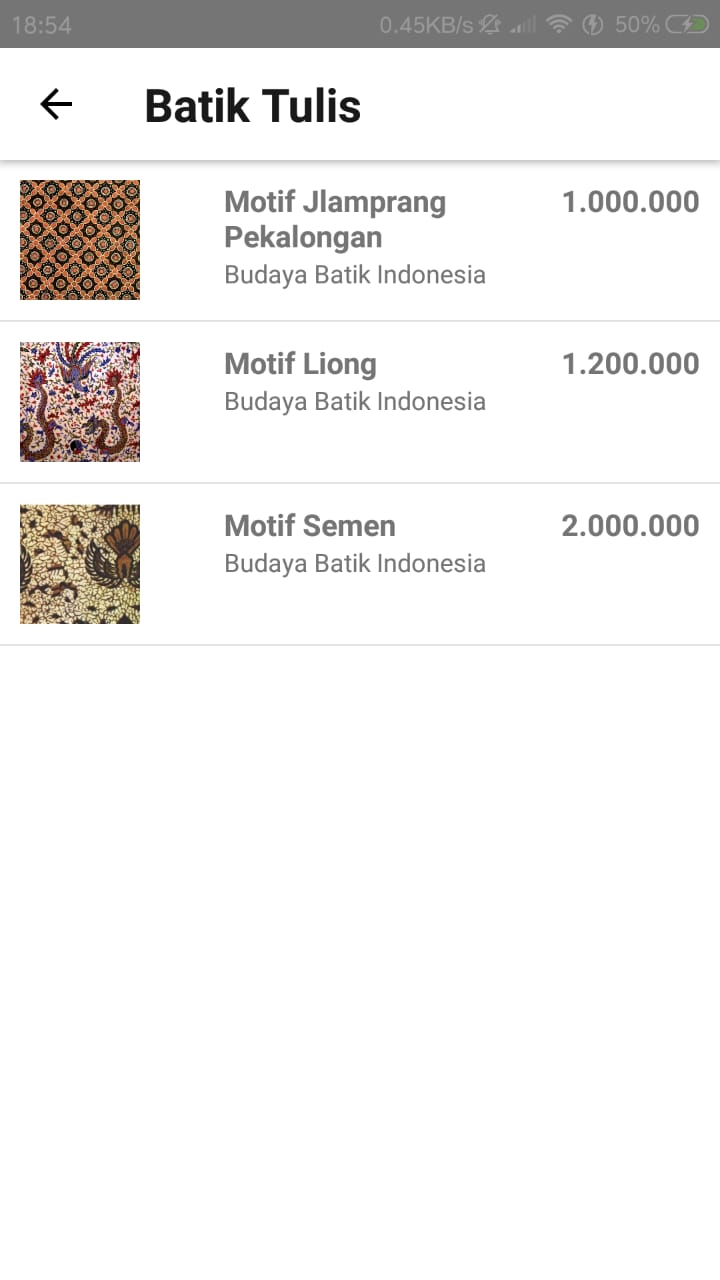 18:54 0.45KB/s 50%
Batik Tulis
Motif Jlamprang 1.000.000
Pekalongan
Budaya Batik Indonesia
Motif Liong 1.200.000
Budaya Batik Indonesia
Motif Semen 2.000.000
Budaya Batik Indonesia